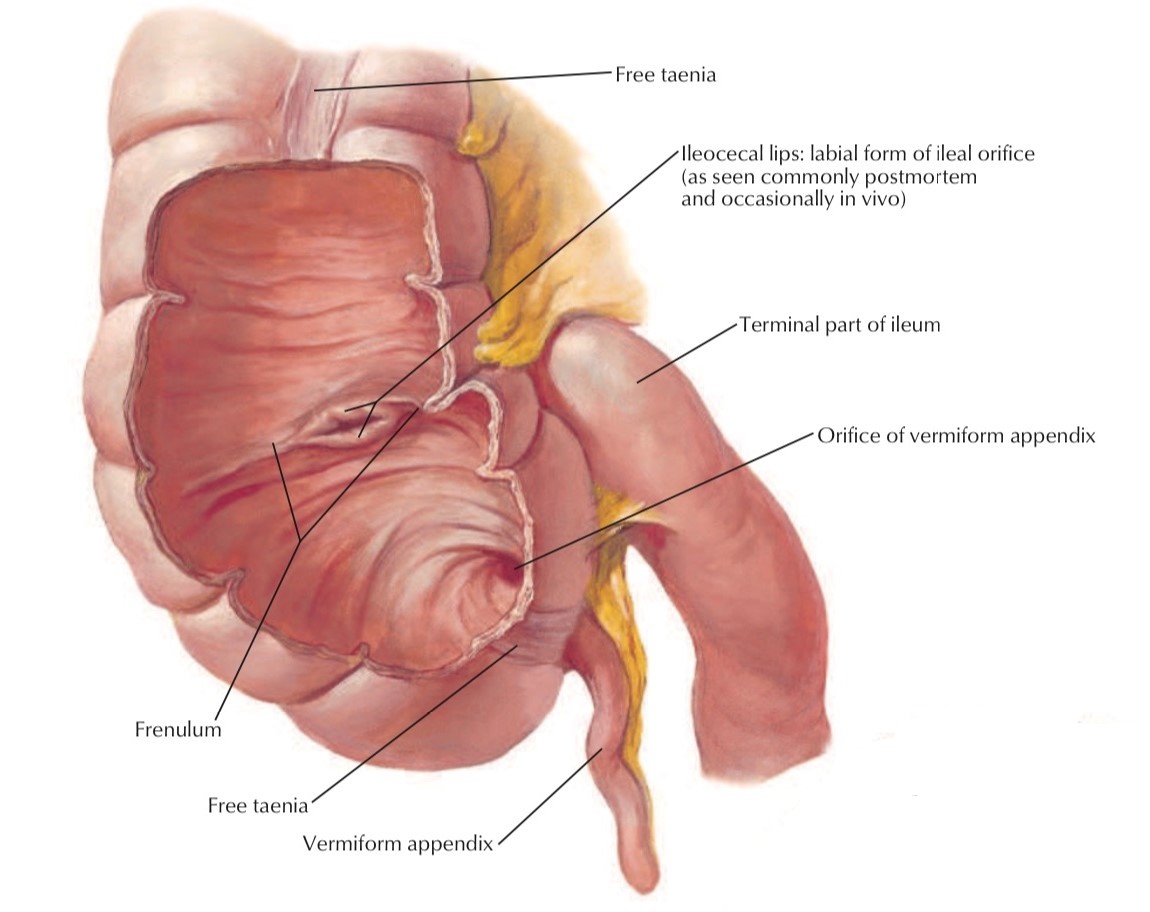 Free taenia
Ileocecal lips: labial form of ileal orifice
(as seen commonly postmortem
and occasionally in vivo)
Terminal part of ileum
Orifice of vermiform appendix
Frenulum
Free taenia
Vermiform appendix